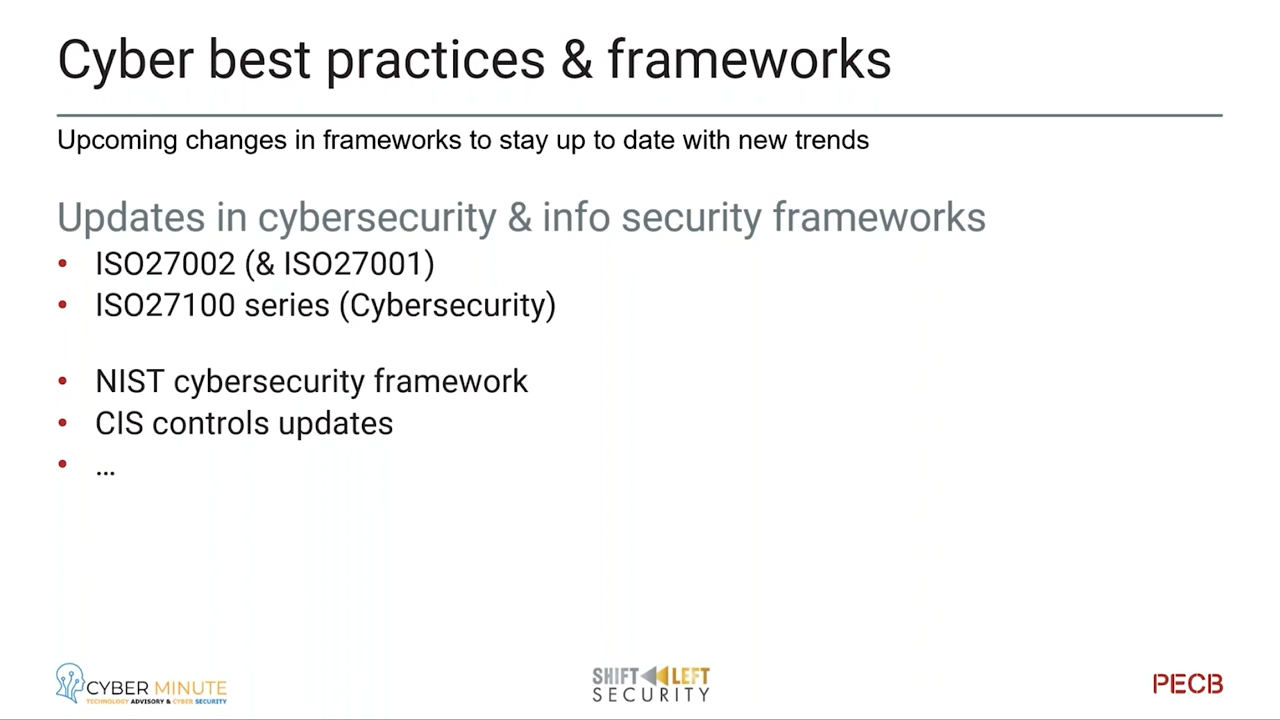 Cyber best practices & frameworks
Upcoming changes in frameworks to stay up to date with new trends
Updates in cybersecurity & info security frameworks
• ISO27002 (& ISO27001)
• ISO27100 series (Cybersecurity)
• NIST cybersecurity framework
• CIS controls updates
• ...
CYBER MINUTE
TECHNOLOGY ADVISORY & CYBER SECURITY
SHIFT LEFT
SECURITY
PECB